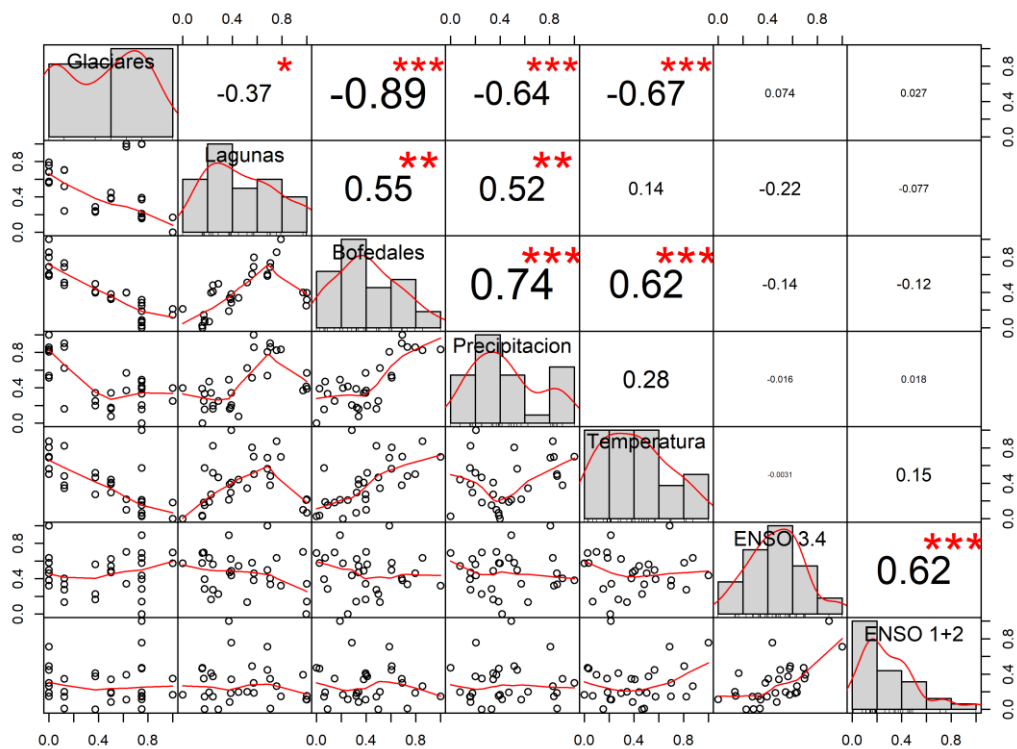 0.0 0.4 0.8 0.0 0.4 0.8 0.0 0.4 0.8
Glaciares -0.37 * -0.89 *** -0.64 *** -0.67 *** 0.074 0.027 0.0 0.4 0.8
0.0 0.4 0.8 Lagunas 0.55 ** 0.52 ** 0.14 -0.22 -0.077
Bofedales 0.74 *** 0.62 *** -0.14 -0.12 0.0 0.4 0.8
0.0 0.4 0.8 Precipitacion 0.28 -0.016 0.018
Temperatura -0.0031 0.15 0.0 0.4 0.8
0.0 0.4 0.8 ENSO 3.4 0.62 ***
ENSO 1+2 0.0 0.4 0.8
0.0 0.4 0.8 0.0 0.4 0.8 0.0 0.4 0.8 0.0 0.4 0.8